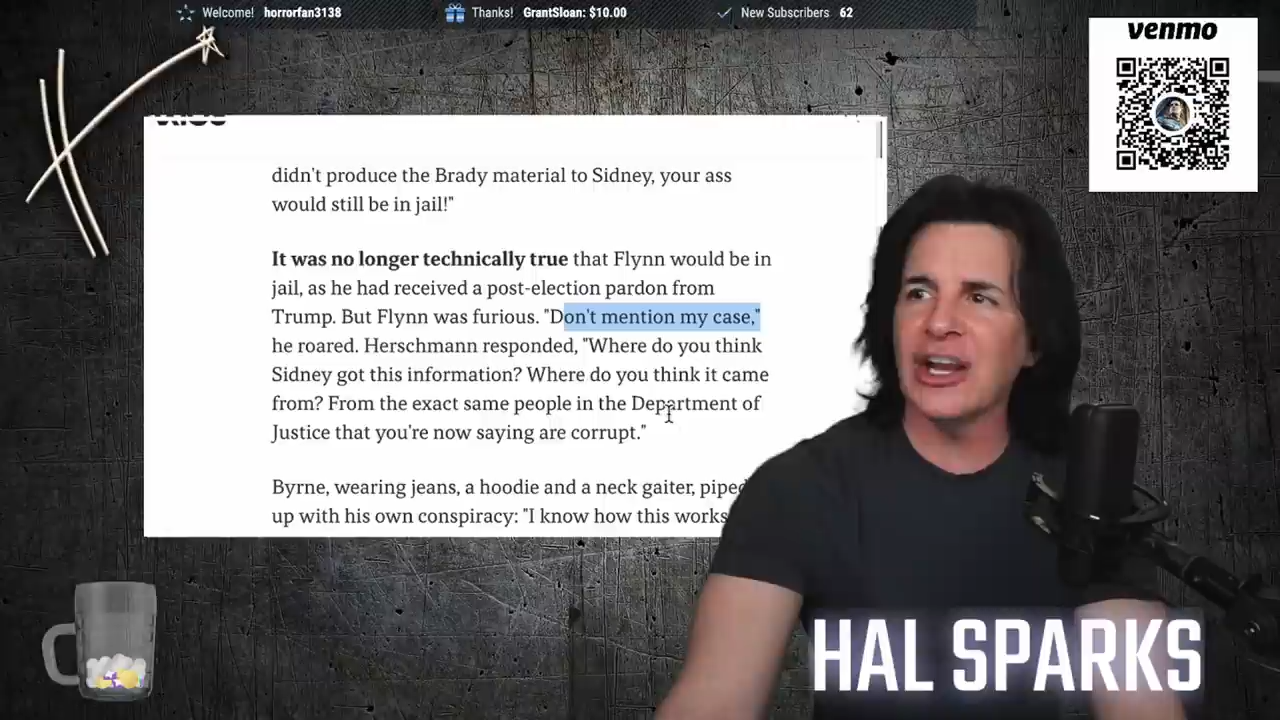 Welcome! horrorfan3138
Thanks! GrantSloan: $10.00
New Subscribers 62
venmo
didn't produce the Brady material to Sidney, your ass
would still be in jail!"
It was no longer technically true that Flynn would be in
jail, as he had received a post-election pardon from
Trump. But Flynn was furious. "Don't mention my case,"
he roared. Herschmann responded, "Where do you think
Sidney got this information? Where do you think it came
from? From the exact same people in the Department of
Justice that you're now saying are corrupt."
Byrne, wearing jeans, a hoodie and a neck gaiter, piped
up with his own conspiracy: "I know how this works
HAL SPARKS